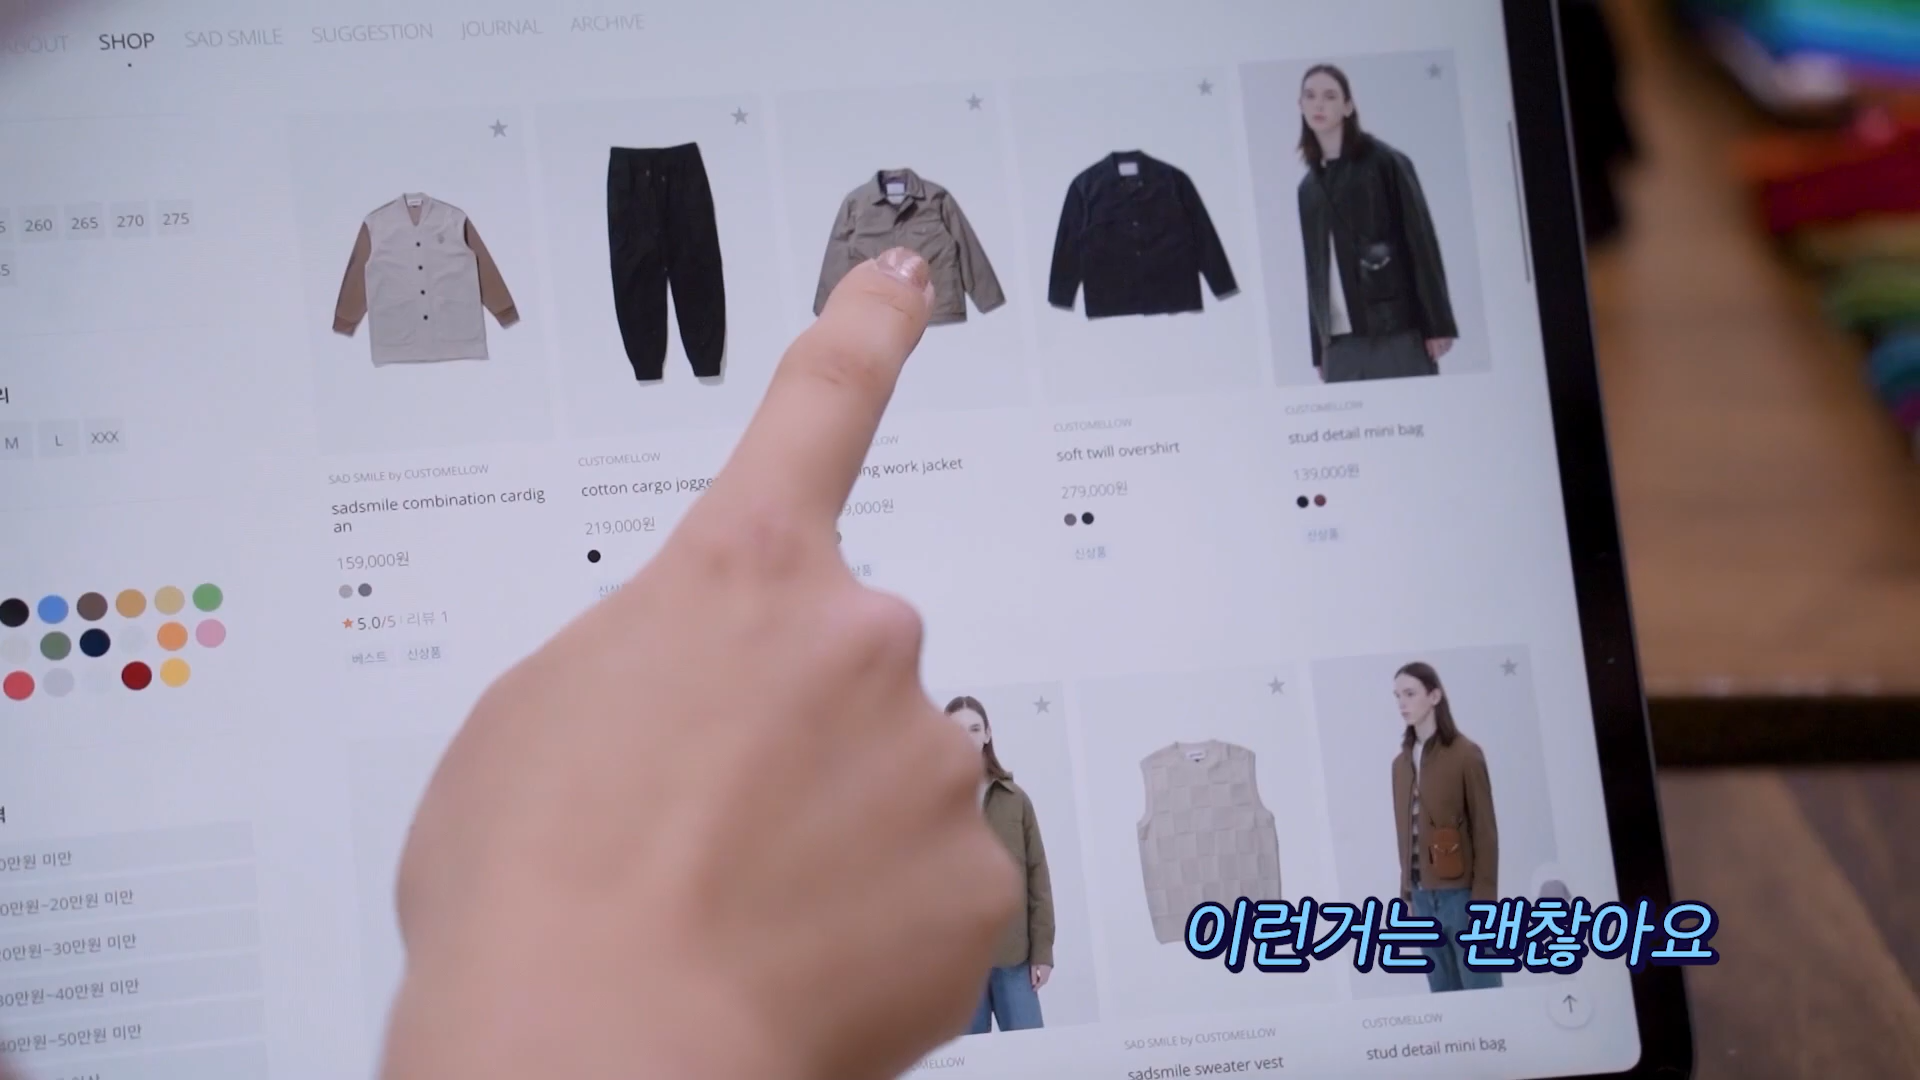 ABOUT SHOP SAD SMILE SUGGESTION JOURNAL ARCHIVE
260 265 270 275
M L XXX
SAD SMILE by CUSTOMELLOW
sadsmile combination cardig
an
159,000원
5.0/5 리뷰 1
베스트 신상품
CUSTOMELLOW
cotton cargo jogge
219,000원
work jacket
9,000원
CUSTOMELLOW
soft twill overshirt
279,000원
신상품
CUSTOMELLOW
stud detail mini bag
139,000원
신상품
0만원 미만
0만원~20만원 미만
20만원~30만원 미만
30만원~40만원 미만
40만원~50만원 미만
SAD SMILE by CUSTOMELLOW
sadsmile sweater vest
CUSTOMELLOW
stud detail mini bag
이런거는 괜찮아요